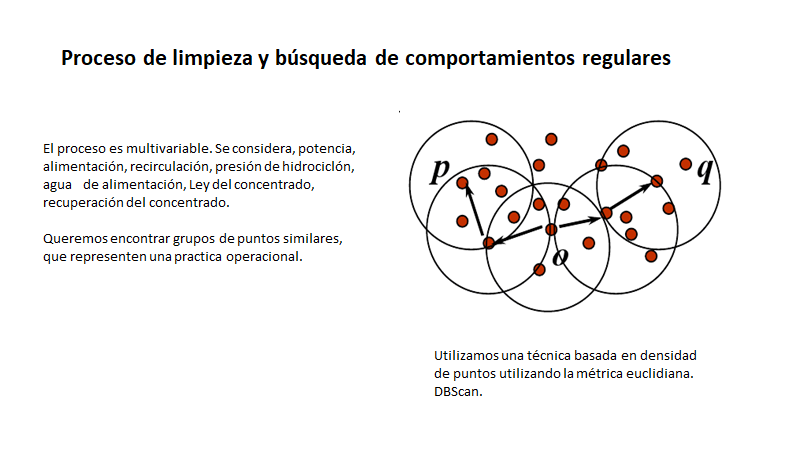 Proceso de limpieza y búsqueda de comportamientos regulares
El proceso es multivariable. Se considera, potencia,
alimentación, recirculación, presión de hidrociclón,
agua de alimentación, Ley del concentrado,
recuperación del concentrado.
Queremos encontrar grupos de puntos similares,
que representen una practica operacional.
p
q
o
Utilizamos una técnica basada en densidad
de puntos utilizando la métrica euclidiana.
DBScan.